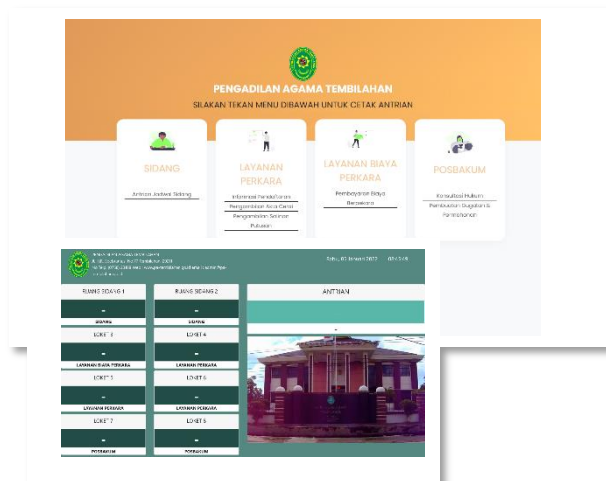 PENGADILAN AGAMA TEMBILAHAN
SILAKAN TEKAN MENU DIBAWAH UNTUK CETAK ANTRIAN
SIDANG
Antrian Jadwal Sidang
LAYANAN
PERKARA
Informasi Pendaftaran
Pengambilan Akta Cerai
Pengambilan Salinan
Putusan
LAYANAN BIAYA
PERKARA
Pembayaran Biaya
Berperkara
POSBAKUM
Konsultasi Hukum
Pembuatan Gugatan &
Permohonan
RUANG SIDANG 1
-
SIDANG
RUANG SIDANG 2
-
SIDANG
LOKET 3
-
LAYANAN BIAYA PERKARA
LOKET 4
-
LAYANAN PERKARA
LOKET 5
-
LAYANAN PERKARA
LOKET 6
-
LAYANAN PERKARA
LOKET 7
-
POSBAKUM
-
POSBAKUM
ANTRIAN
-